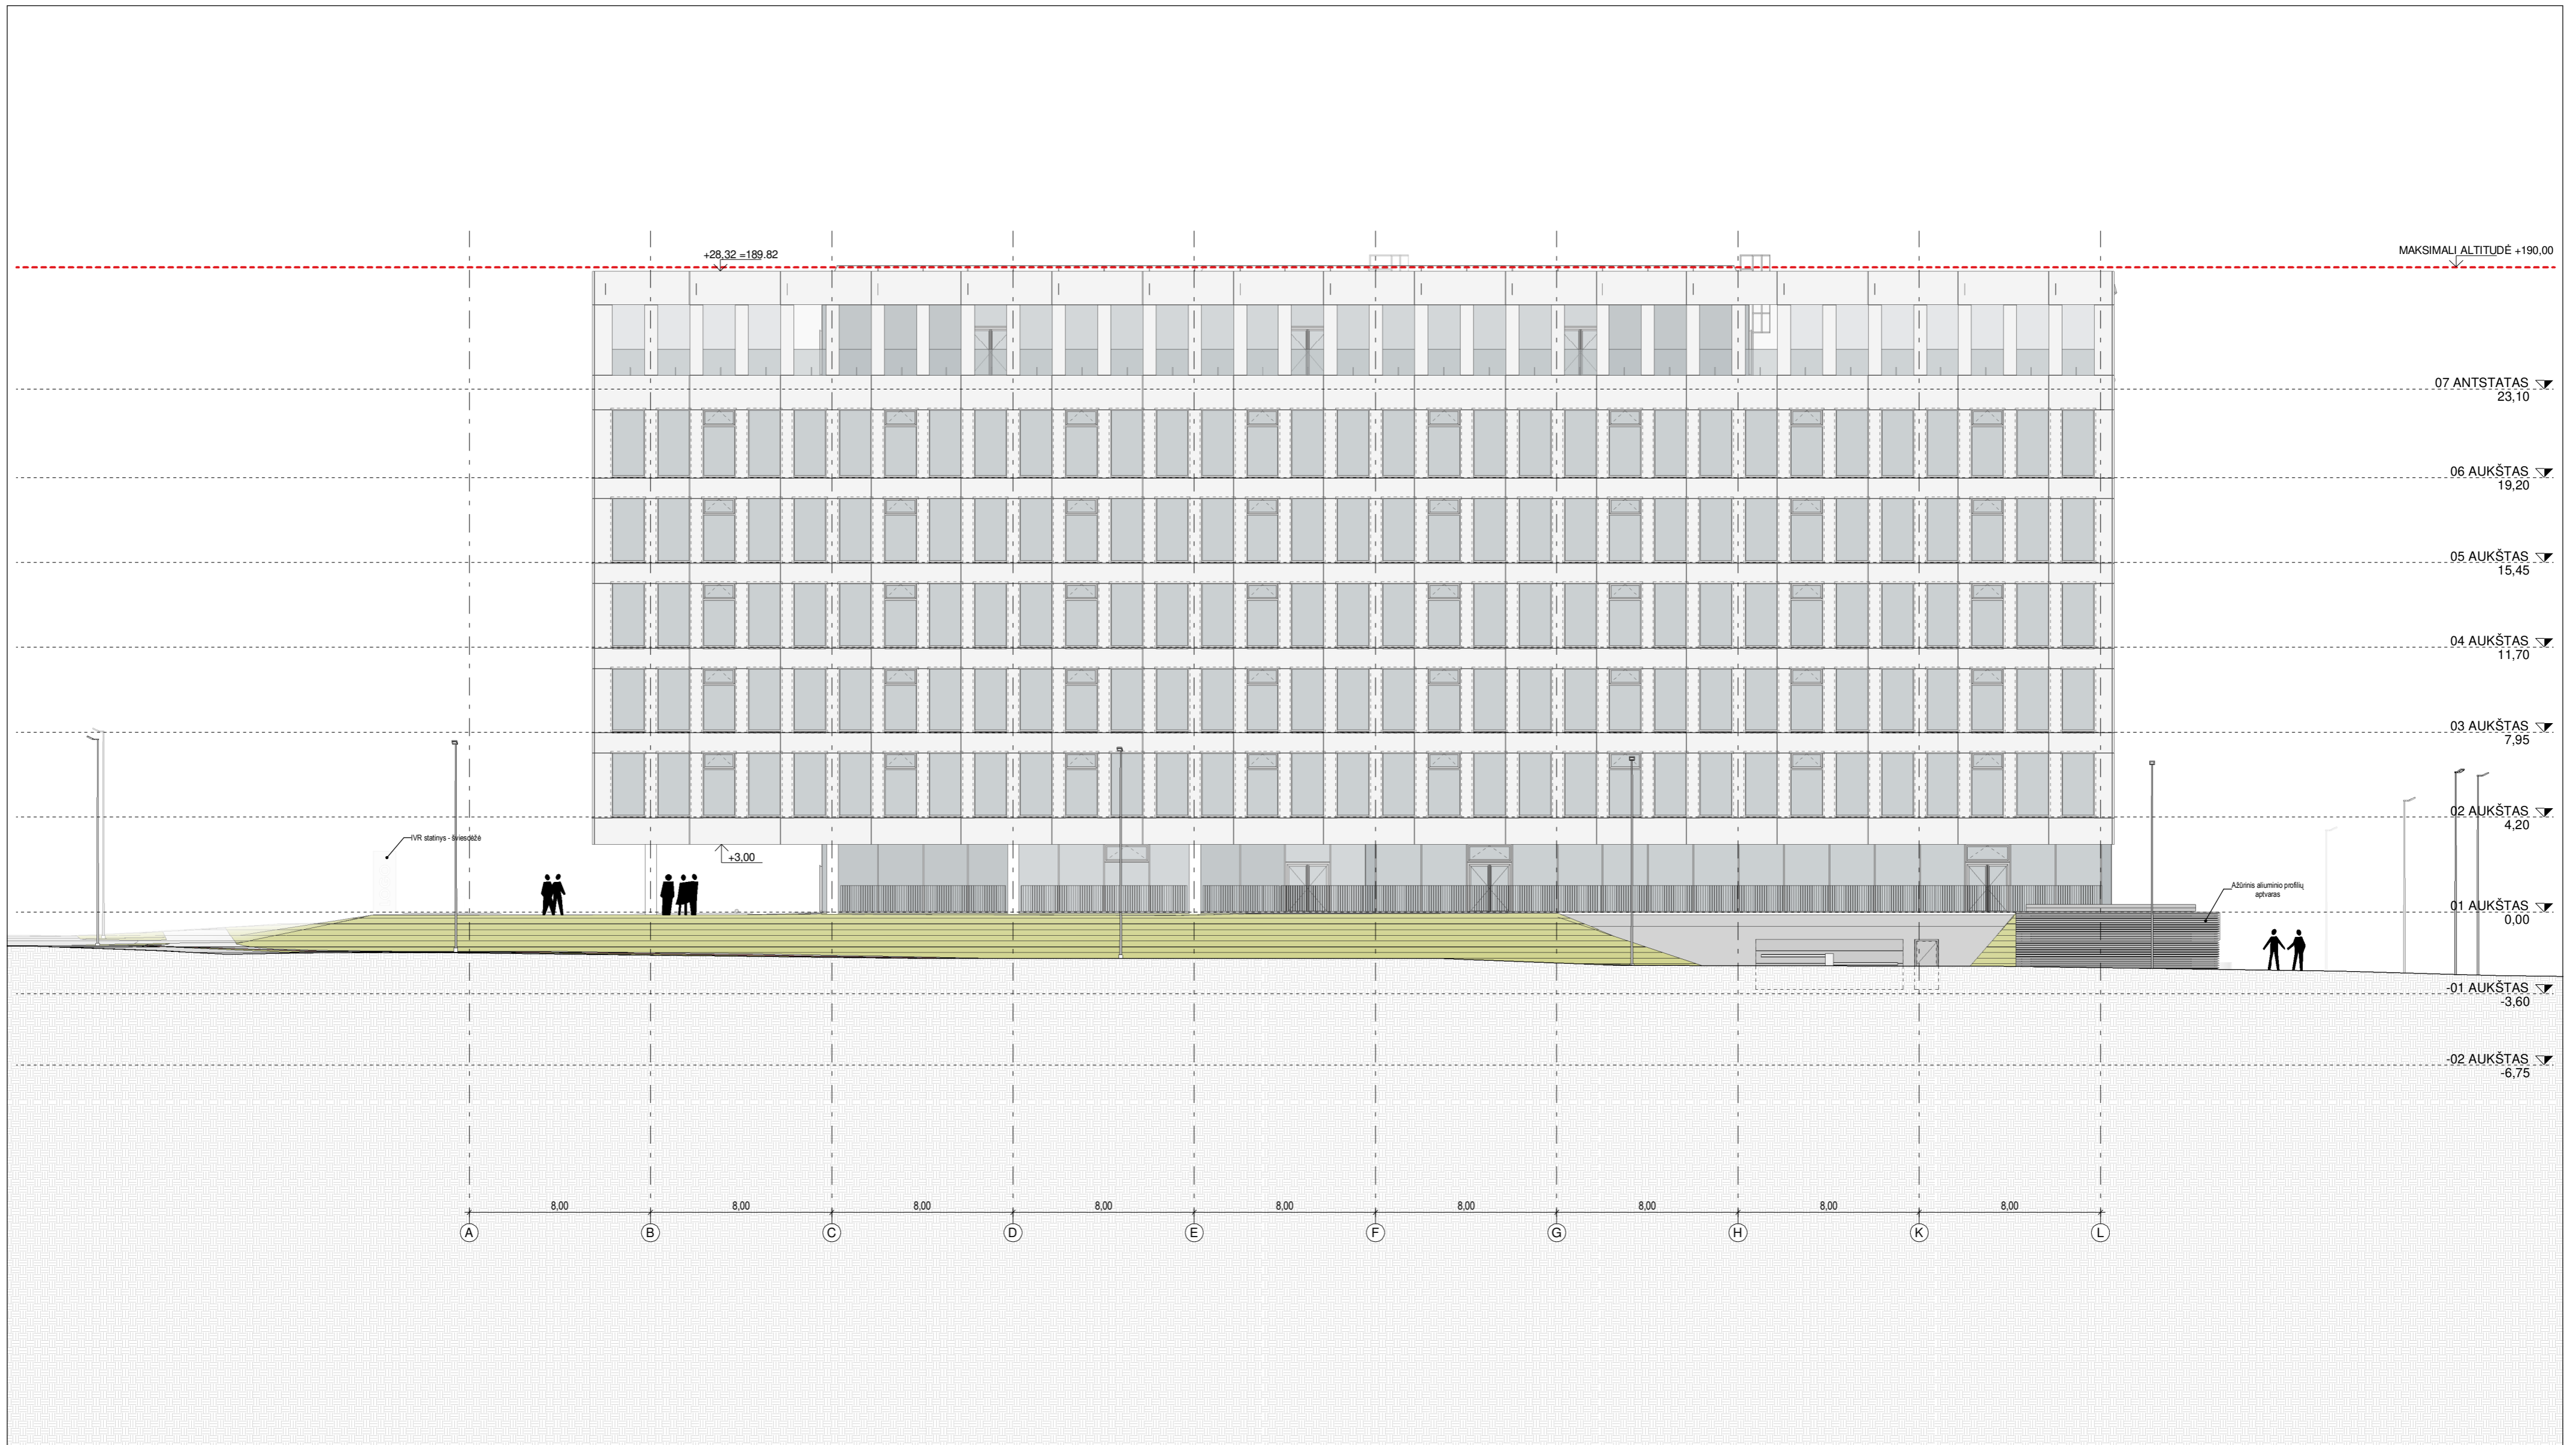 +28,32 =189.82
MAKSIMALI ALTITUDĖ +190,00
07 ANTSTATAS
23,10
06 AUKŠTAS
19,20
05 AUKŠTAS
15,45
04 AUKŠTAS
11,70
03 AUKŠTAS
7,95
02 AUKŠTAS
4,20
IVR statinys - šviesdėžė
+3,00
Ažūrinis aliuminio profilių
aptvaras
01 AUKŠTAS
0,00
-01 AUKŠTAS
-3,60
-02 AUKŠTAS
-6,75
8,00 8,00 8,00 8,00 8,00 8,00 8,00 8,00 8,00
A B C D E F G H K L